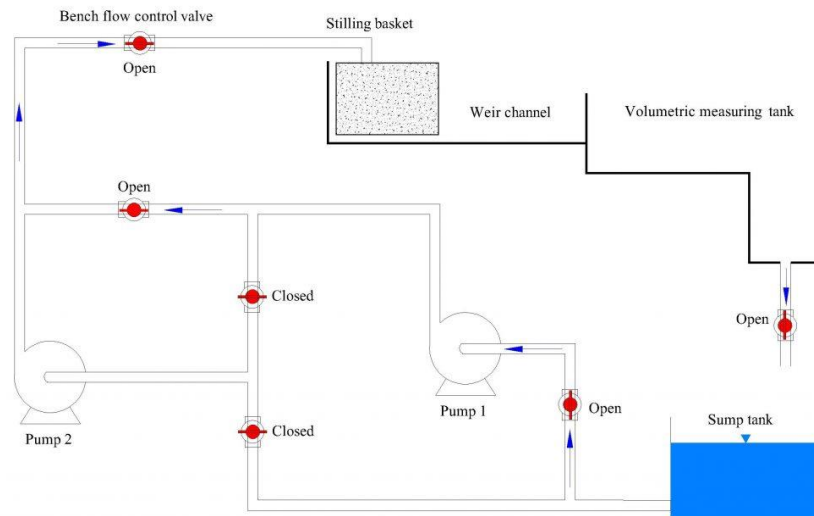 Bench flow control valve
Stilling basket
Open
Weir channel
Volumetric measuring tank
Open
Closed
Open
Pump 1
Open
Sump tank
Pump 2
Closed